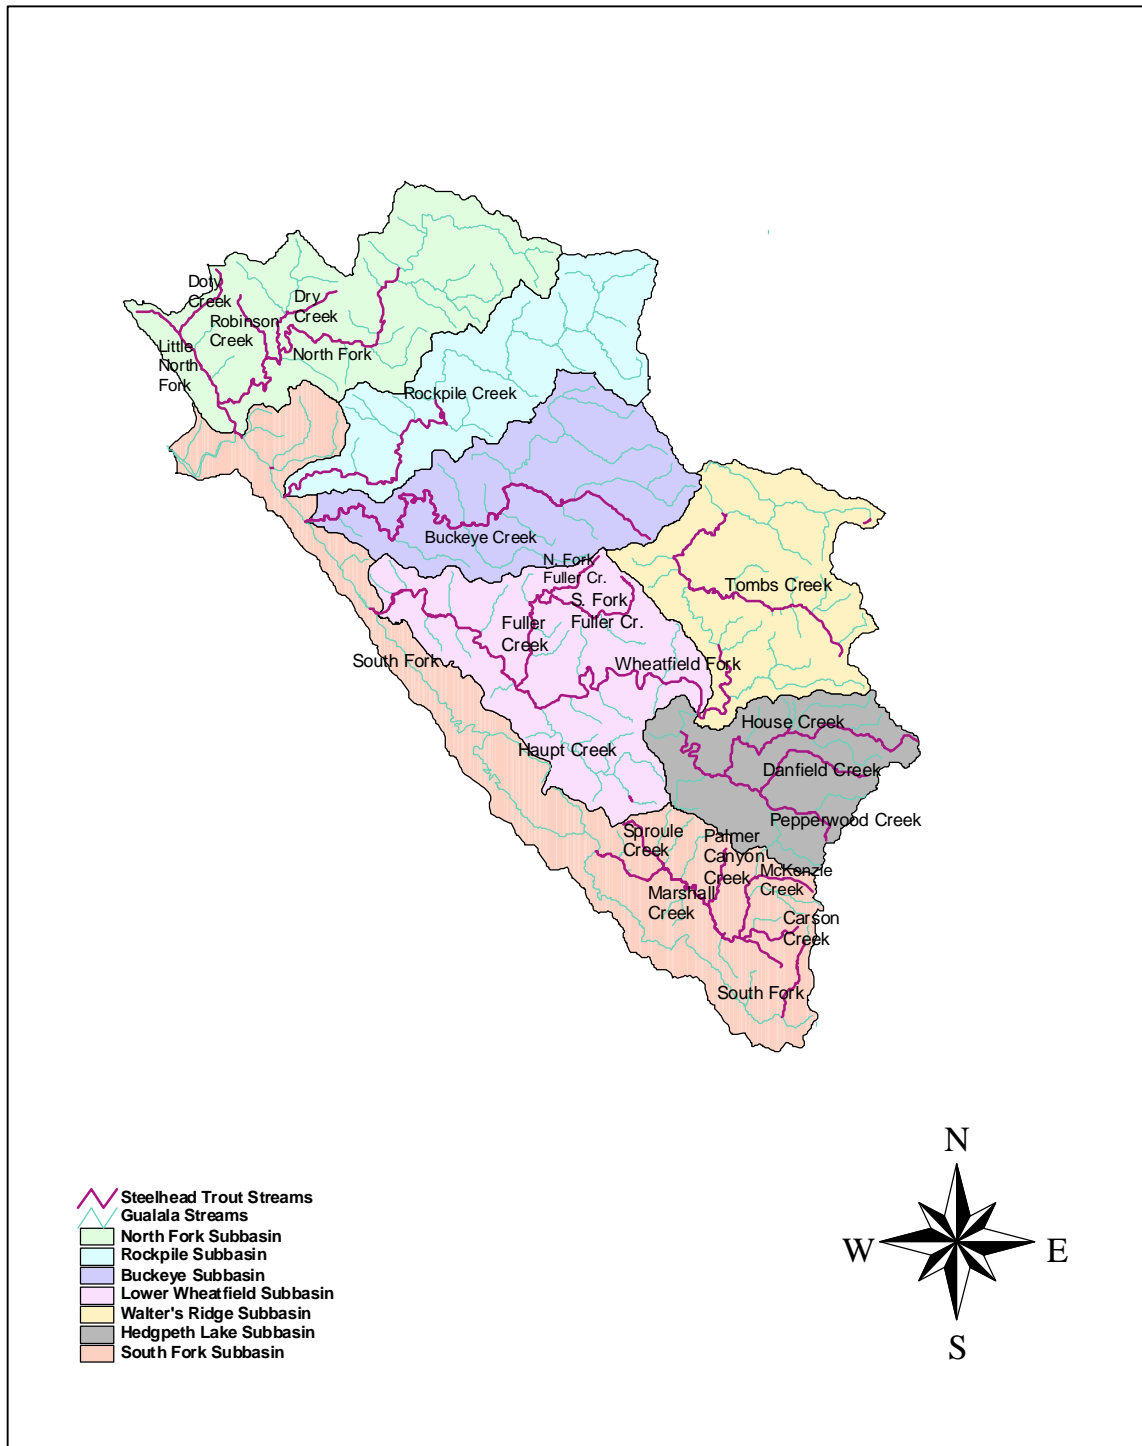 Doty
Creek
Dry
Creek
Robinson
Creek
Little
North
Fork
North Fork
Rockpile Creek
Buckeye Creek
N. Fork
Fuller Cr.
S. Fork
Fuller Cr.
Fuller
Creek
Tombs Creek
South Fork
Wheatfield Fork
House Creek
Haupt Creek
Danfield Creek
Pepperwood Creek
Sproule
Creek
Palmer
Canyon
Creek
McKenzie
Creek
Marshall
Creek
Carson
Creek
South Fork
N
W
E
S
Steelhead Trout Streams
Gualala Streams
North Fork Subbasin
Rockpile Subbasin
Buckeye Subbasin
Lower Wheatfield Subbasin
Walter's Ridge Subbasin
Hedgpeth Lake Subbasin
South Fork Subbasin